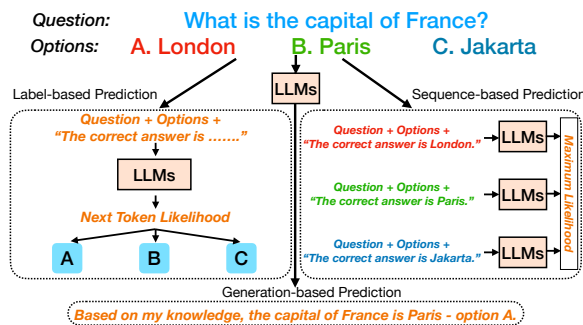 Question: What is the capital of France?
Options: A. London B. Paris C. Jakarta
Label-based Prediction
LLMs
Sequence-based Prediction
Question + Options +
“The correct answer is …….”
LLMs
Next Token Likelihood
A B C
Question + Options +
“The correct answer is London.”
LLMs
Question + Options +
“The correct answer is Paris.”
LLMs
Question + Options +
“The correct answer is Jakarta.”
LLMs
Maximum Likelihood
Generation-based Prediction
Based on my knowledge, the capital of France is Paris - option A.